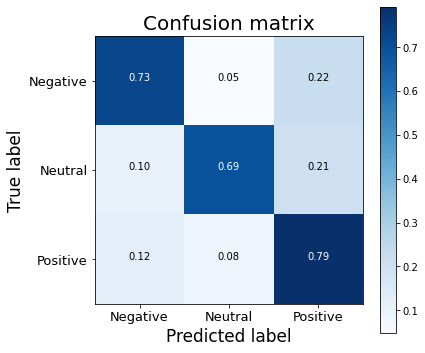 Confusion matrix
True label
Negative 0.73 0.05 0.22
Neutral 0.10 0.69 0.21
Positive 0.12 0.08 0.79
Negative Neutral Positive
Predicted label
0.7
0.6
0.5
0.4
0.3
0.2
0.1